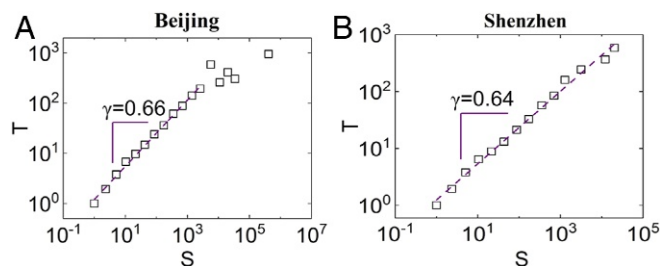 A
Beijing
10³
10²
10¹
10⁰
T
γ=0.66
10⁻¹ 10¹ 10³ 10⁵ 10⁷
S
B
Shenzhen
10³
10²
10¹
10⁰
T
γ=0.64
10⁻¹ 10¹ 10³ 10⁵
S